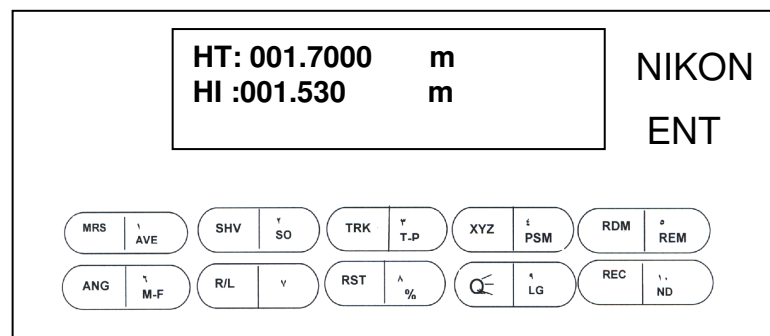 HT: 001.7000 m
HI :001.530 m
NIKON
ENT
MRS ١ AVE
SHV ٢ SO
TRK ٣ T-P
XYZ ٤ PSM
RDM ٥ REM
ANG ٦ M-F
R/L ٧
RST ٨ %
٩ LG
REC ١٠ ND